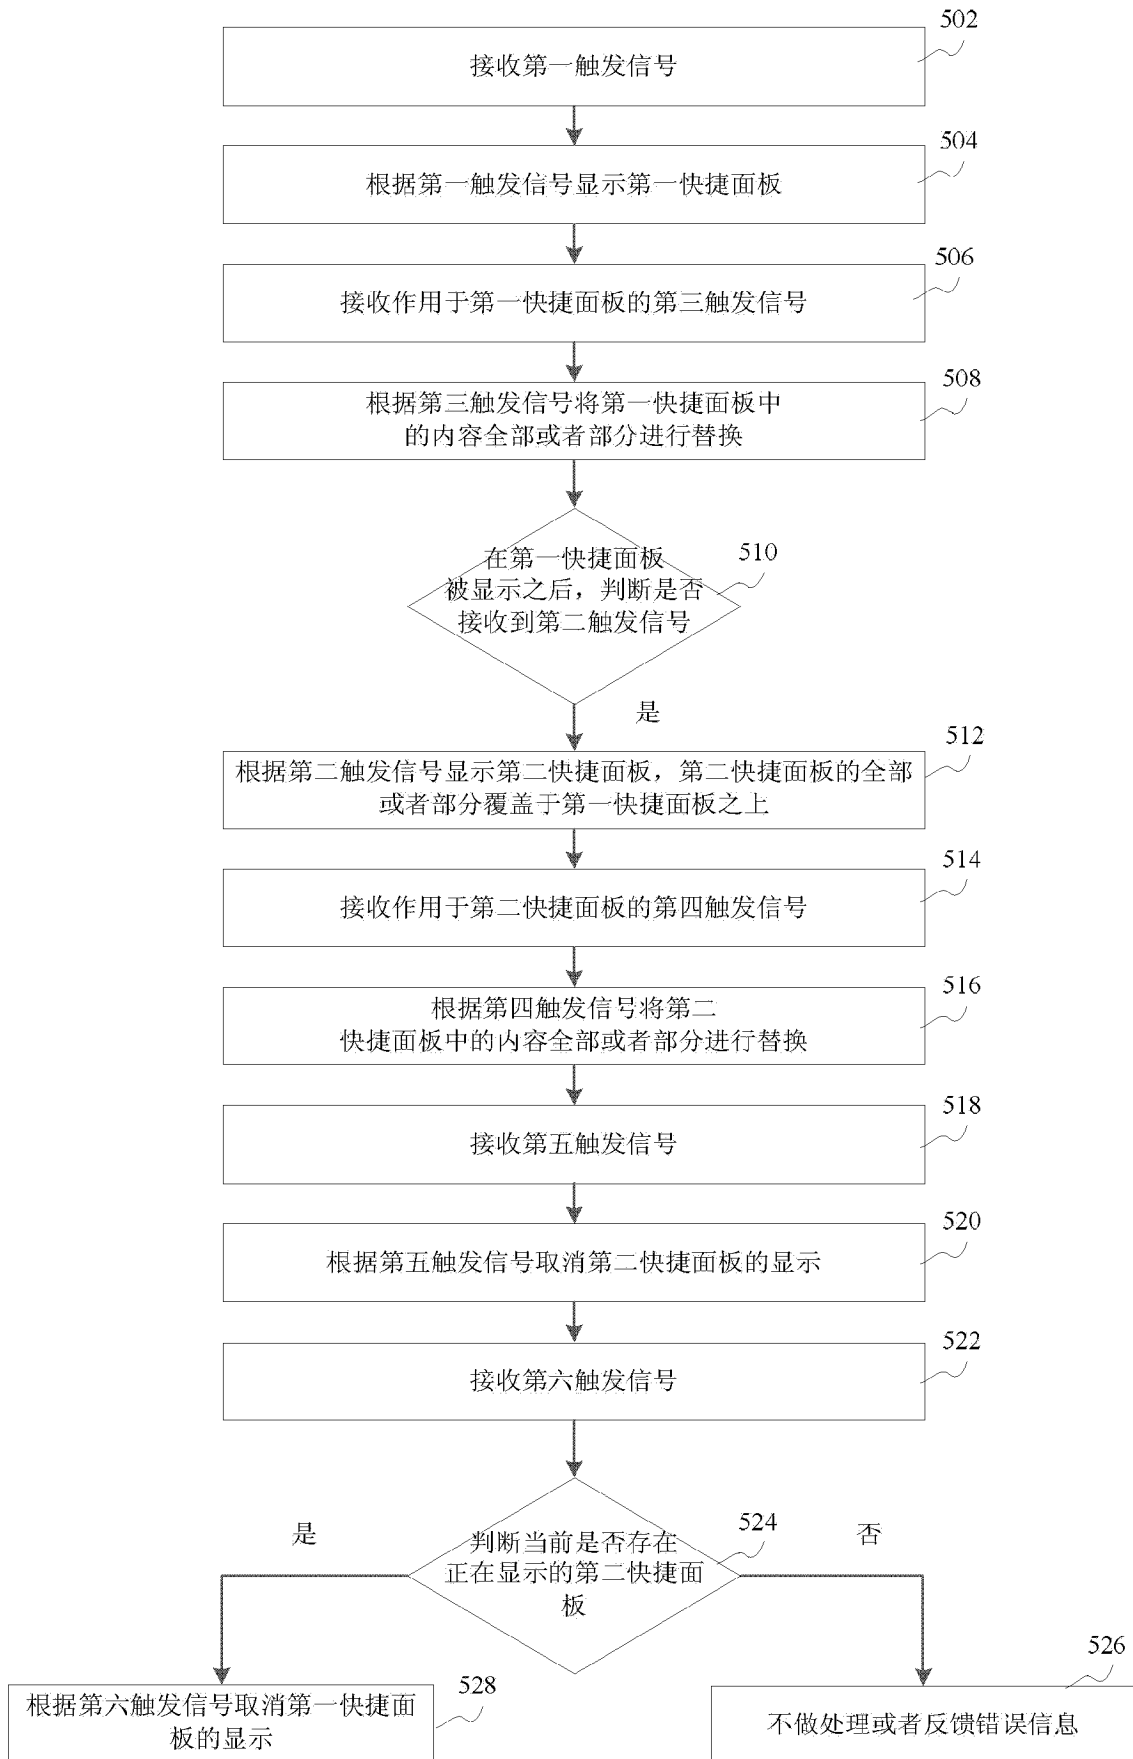 502
接收第一触发信号
504
根据第一触发信号显示第一快捷面板
506
接收作用于第一快捷面板的第三触发信号
508
根据第三触发信号将第一快捷面板中
的内容全部或者部分进行替换
510
在第一快捷面板
被显示之后，判断是否
接收到第二触发信号
是
512
根据第二触发信号显示第二快捷面板，第二快捷面板的全部
或者部分覆盖于第一快捷面板之上
514
接收作用于第二快捷面板的第四触发信号
516
根据第四触发信号将第二
快捷面板中的内容全部或者部分进行替换
518
接收第五触发信号
520
根据第五触发信号取消第二快捷面板的显示
522
接收第六触发信号
524
判断当前是否存在
正在显示的第二快捷面
板
是
否
528
根据第六触发信号取消第一快捷面
板的显示
526
不做处理或者反馈错误信息